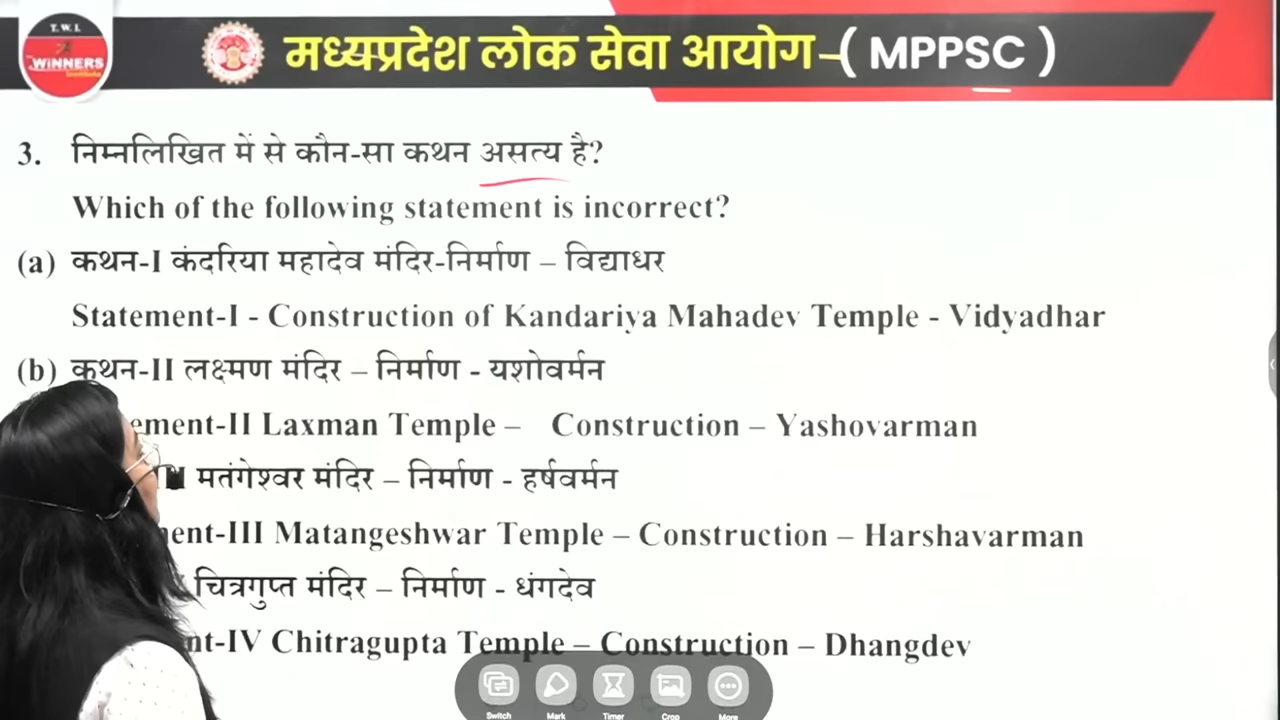 T.W.I.
WiNNERS
मध्यप्रदेश लोक सेवा आयोग–( MPPSC )
3. निम्नलिखित में से कौन-सा कथन असत्य है?
Which of the following statement is incorrect?
(a) कथन-I कंदरिया महादेव मंदिर-निर्माण – विद्याधर
Statement-I - Construction of Kandariya Mahadev Temple - Vidyadhar
(b) कथन-II लक्ष्मण मंदिर – निर्माण - यशोवर्मन
ement-II Laxman Temple – Construction – Yashovarman
मतंगेश्वर मंदिर – निर्माण - हर्षवर्मन
ent-III Matangeshwar Temple – Construction – Harshavarman
चित्रगुप्त मंदिर – निर्माण - धंगदेव
nt-IV Chitragupta Temple – Construction – Dhangdev
Switch Mark Timer Crop More